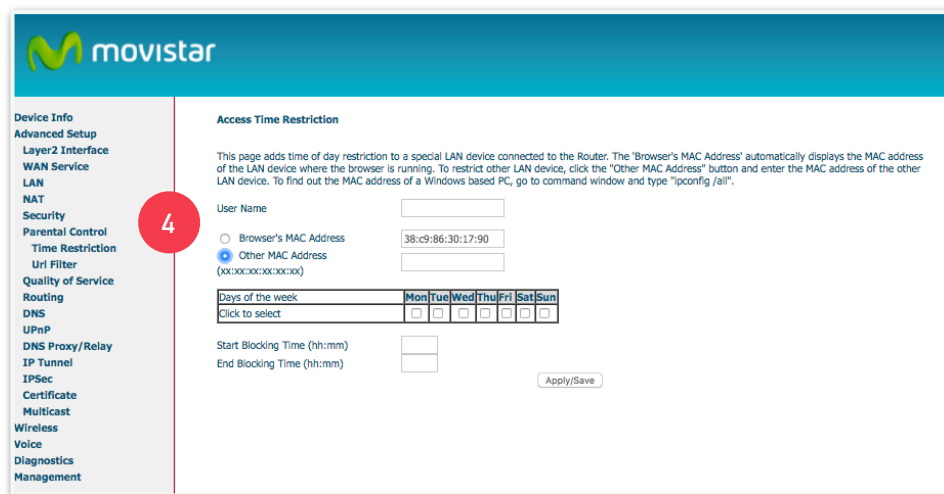 movistar
Device Info
Advanced Setup
Layer2 Interface
WAN Service
LAN
NAT
Security
Parental Control
Time Restriction
Url Filter
Quality of Service
Routing
DNS
UPnP
DNS Proxy/Relay
IP Tunnel
IPSec
Certificate
Multicast
Wireless
Voice
Diagnostics
Management
4
Access Time Restriction
This page adds time of day restriction to a special LAN device connected to the Router. The 'Browser's MAC Address' automatically displays the MAC address
of the LAN device where the browser is running. To restrict other LAN device, click the "Other MAC Address" button and enter the MAC address of the other
LAN device. To find out the MAC address of a Windows based PC, go to command window and type "ipconfig /all".
User Name
Browser's MAC Address 38:c9:86:30:17:90
Other MAC Address
(xx:xx:xx:xx:xx:xx)
Days of the week Mon Tue Wed Thu Fri Sat Sun
Click to select
Start Blocking Time (hh:mm)
End Blocking Time (hh:mm)
Apply/Save